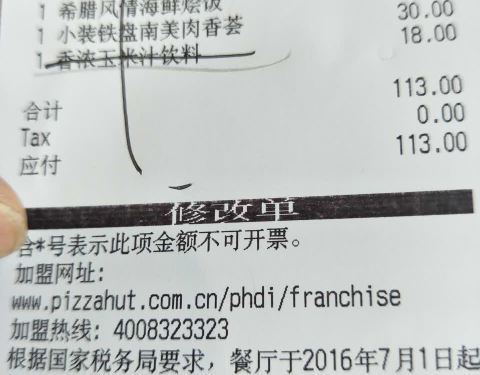 1 希腊风情海鲜烩饭 30.00
1 小装铁盘南美肉香荟 18.00
1 香浓玉米汁饮料
113.00
合计 0.00
Tax 113.00
应付
修改单
含*号表示此项金额不可开票。
加盟网址:
www.pizzahut.com.cn/phdi/franchise
加盟热线: 4008323323
根据国家税务局要求，餐厅于2016年7月1日起